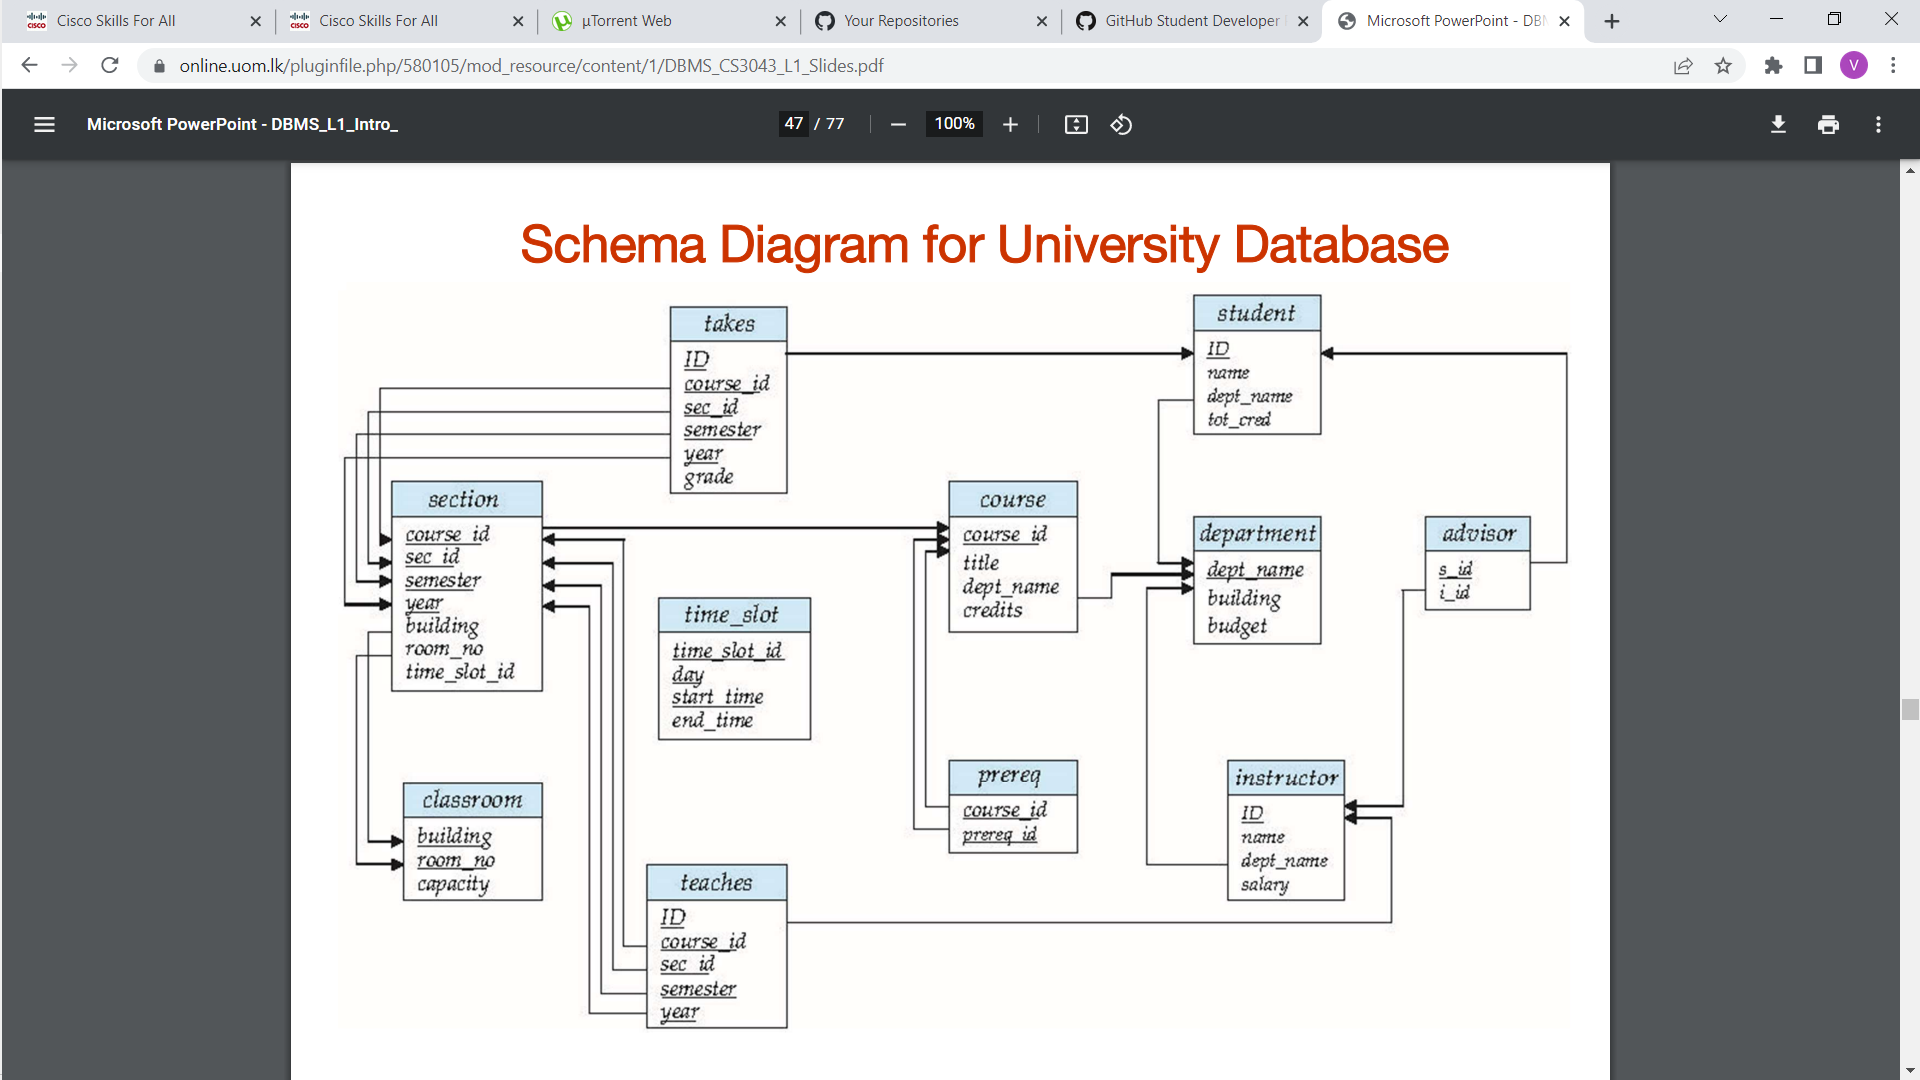 Cisco Skills For All
Cisco Skills For All
µTorrent Web
Your Repositories
GitHub Student Developer
Microsoft PowerPoint - DB
online.uom.lk/pluginfile.php/580105/mod_resource/content/1/DBMS_CS3043_L1_Slides.pdf
V
Microsoft PowerPoint - DBMS_L1_Intro_
47 / 77
100%
Schema Diagram for University Database
takes
ID
course_id
sec_id
semester
year
grade
student
ID
name
dept_name
tot_cred
section
course_id
sec_id
semester
year
building
room_no
time_slot_id
time_slot
time_slot_id
day
start_time
end_time
course
course_id
title
dept_name
credits
department
dept_name
building
budget
advisor
s_id
i_id
classroom
building
room_no
capacity
prereq
course_id
prereq_id
instructor
ID
name
dept_name
salary
teaches
ID
course_id
sec_id
semester
year